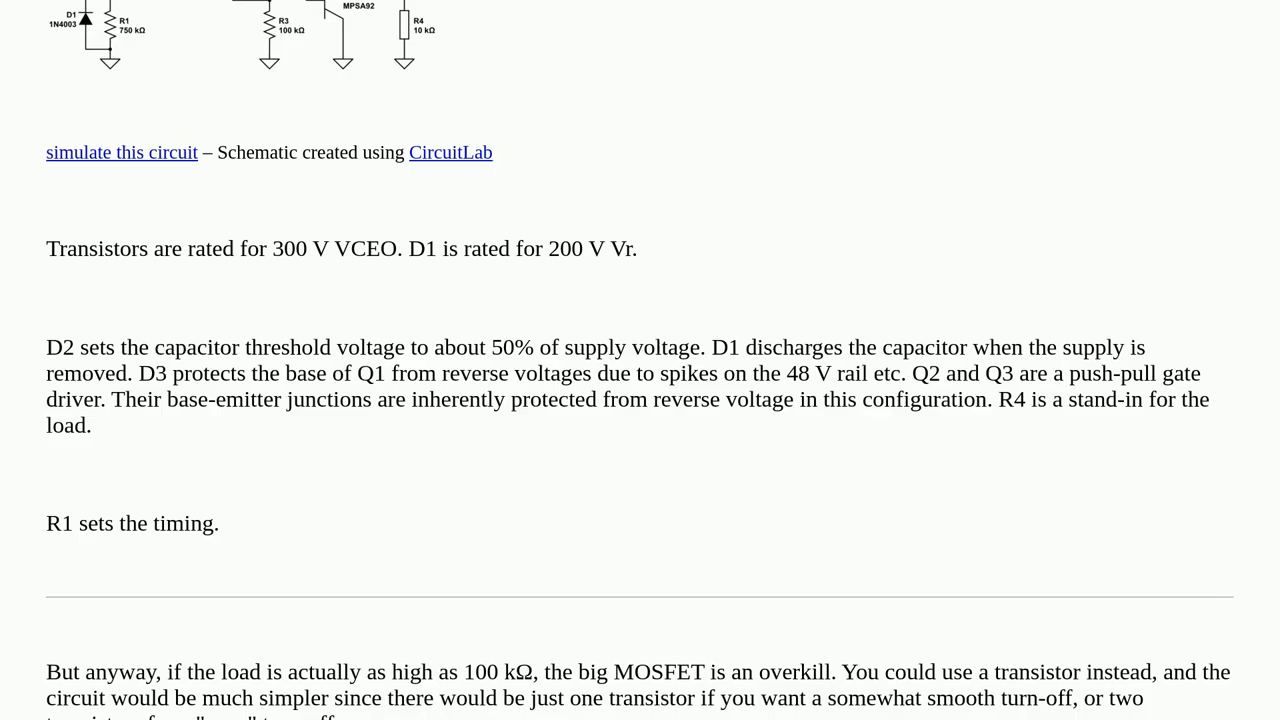 MPSA92
D1
1N4003
R1
750 kΩ
R3
100 kΩ
R4
10 kΩ
simulate this circuit – Schematic created using CircuitLab
Transistors are rated for 300 V VCEO. D1 is rated for 200 V Vr.
D2 sets the capacitor threshold voltage to about 50% of supply voltage. D1 discharges the capacitor when the supply is
removed. D3 protects the base of Q1 from reverse voltages due to spikes on the 48 V rail etc. Q2 and Q3 are a push-pull gate
driver. Their base-emitter junctions are inherently protected from reverse voltage in this configuration. R4 is a stand-in for the
load.
R1 sets the timing.
But anyway, if the load is actually as high as 100 kΩ, the big MOSFET is an overkill. You could use a transistor instead, and the
circuit would be much simpler since there would be just one transistor if you want a somewhat smooth turn-off, or two